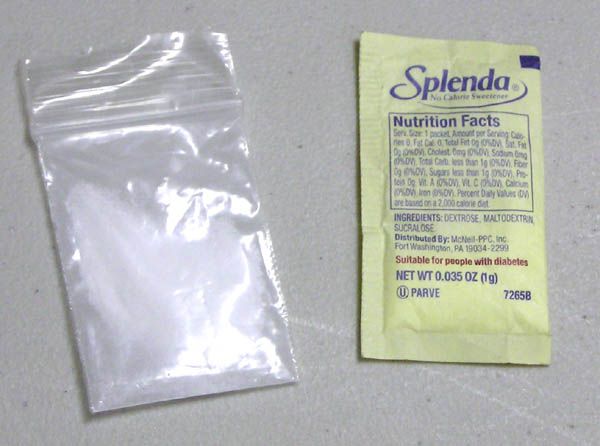 Splenda®
No Calorie Sweetener
Nutrition Facts
Serv. Size: 1 packet, Amount per Serving: Calo-
ries 0, Fat Cal. 0, Total Fat 0g (0%DV), Sat. Fat
0g (0%DV), Cholest. 0mg (0%DV), Sodium 0mg
(0%DV), Total Carb. less than 1g (0%DV), Fiber
0g (0%DV), Sugars less than 1g (0%DV), Pro-
tein 0g, Vit. A (0%DV), Vit. C (0%DV), Calcium
(0%DV), Iron (0%DV). Percent Daily Values (DV)
are based on a 2,000 calorie diet.
INGREDIENTS: DEXTROSE, MALTODEXTRIN,
SUCRALOSE.
Distributed By: McNeil-PPC, Inc.
Fort Washington, PA 19034-2299
Suitable for people with diabetes
NET WT 0.035 OZ (1g)
Ⓤ PARVE 7265B